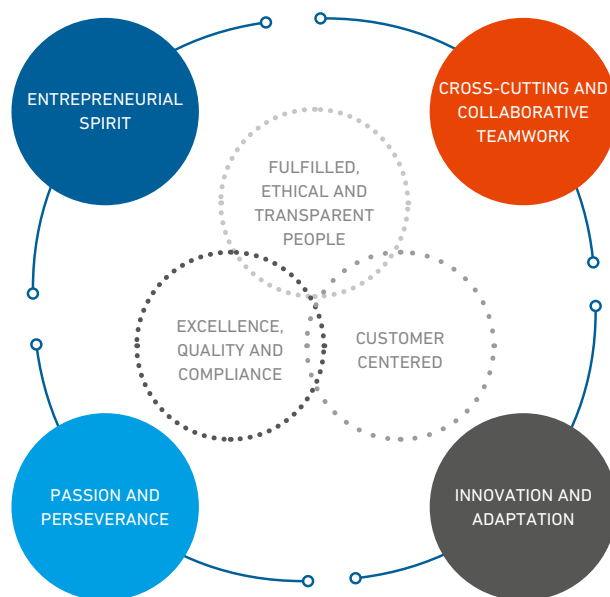 ENTREPRENEURIAL
SPIRIT
CROSS-CUTTING AND
COLLABORATIVE
TEAMWORK
FULFILLED,
ETHICAL AND
TRANSPARENT
PEOPLE
EXCELLENCE,
QUALITY AND
COMPLIANCE
CUSTOMER
CENTERED
PASSION AND
PERSEVERANCE
INNOVATION AND
ADAPTATION